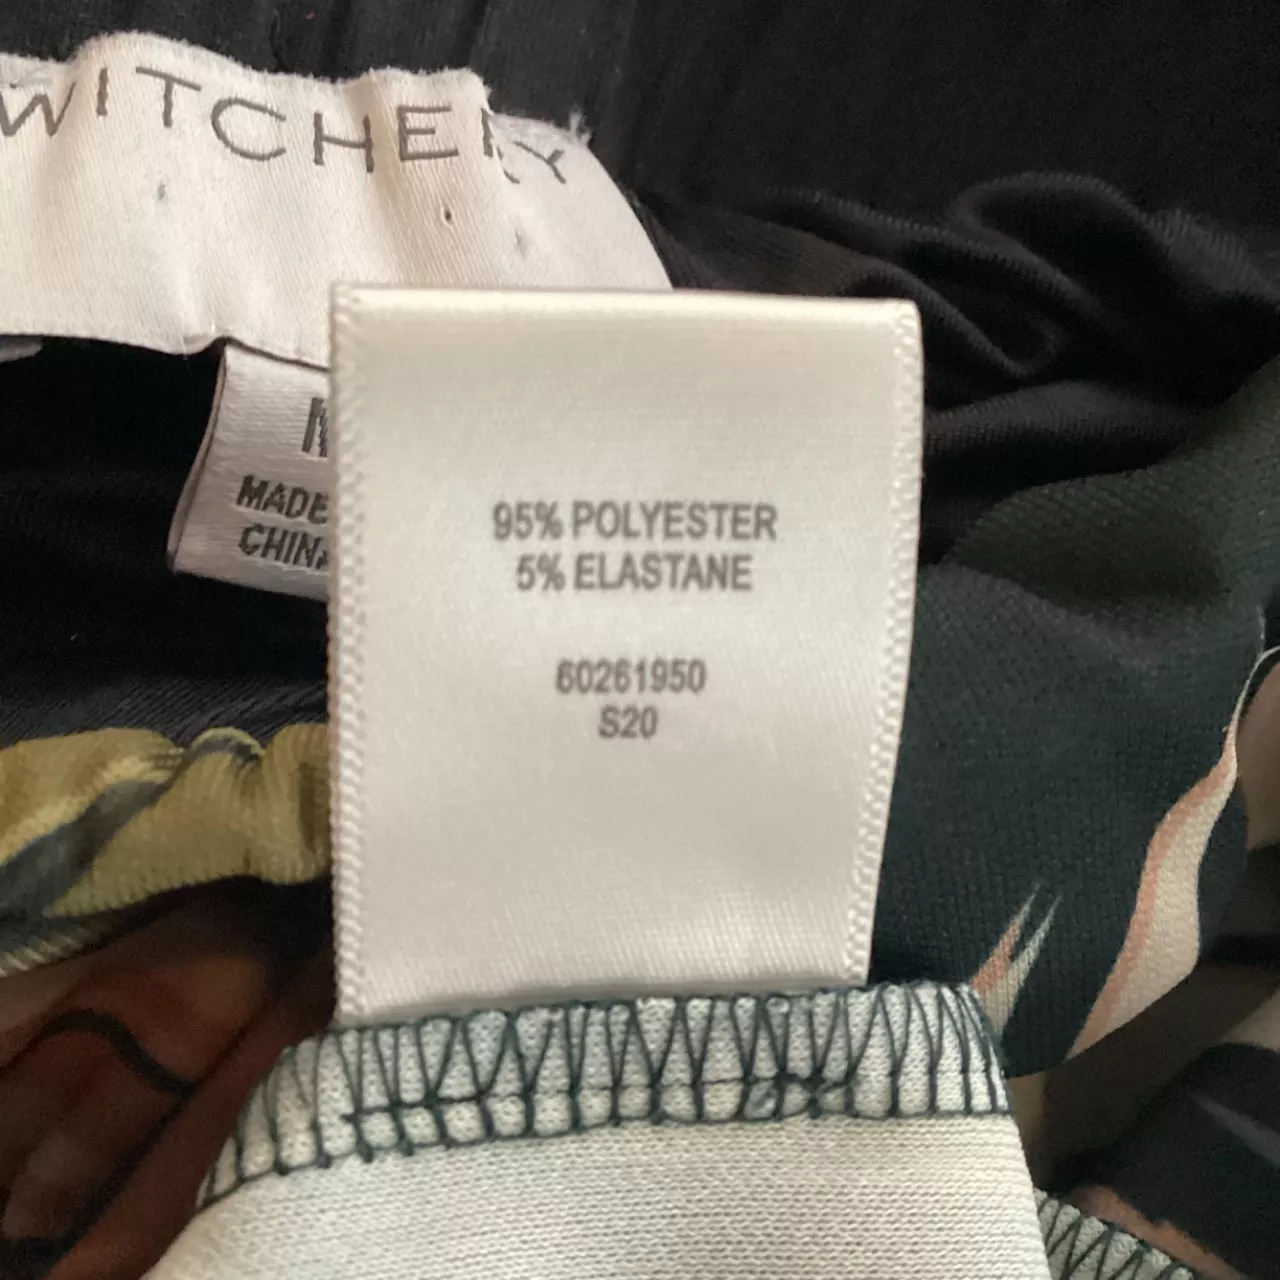 WITCHERY
MADE
CHINA
95% POLYESTER
5% ELASTANE
60261950
S20